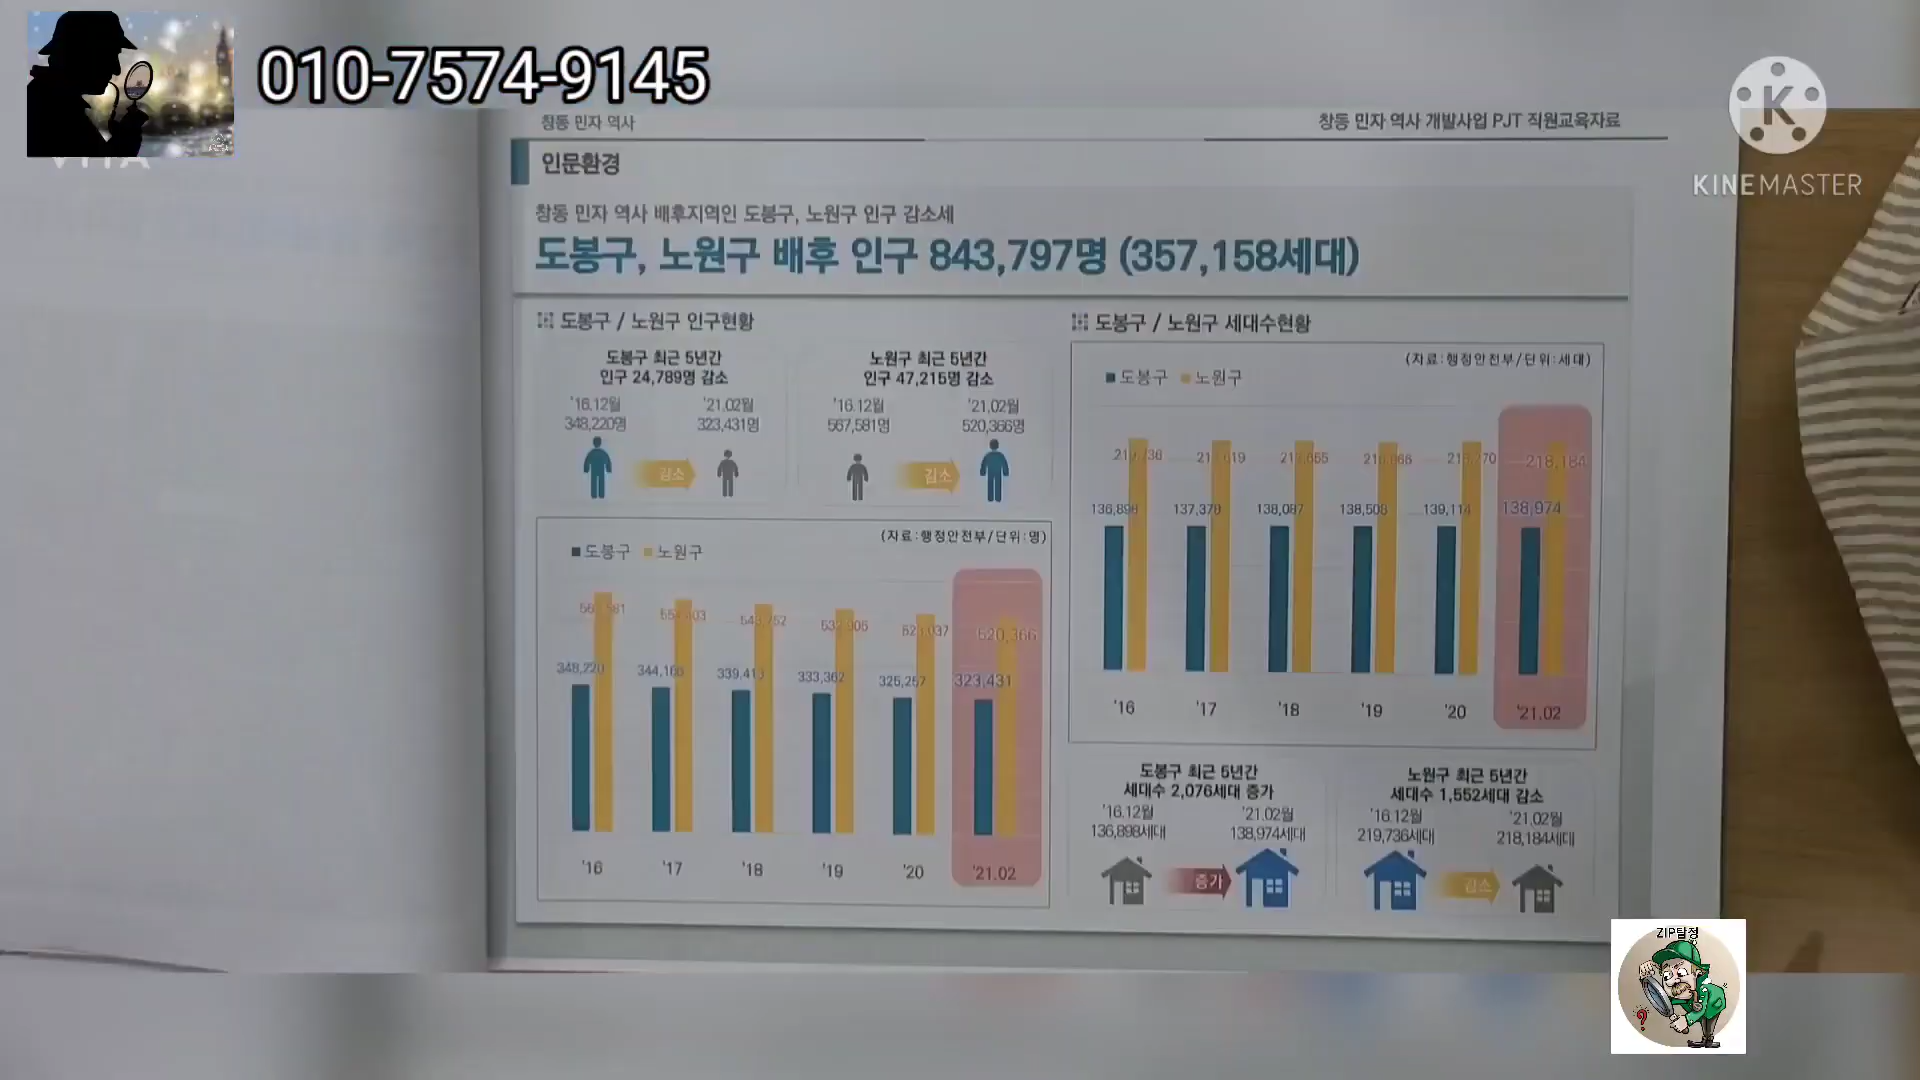 010-7574-9145
KINEMASTER
창동 민자 역사
창동 민자 역사 개발사업 PJT 직원교육자료
인문환경
창동 민자 역사 배후지역인 도봉구, 노원구 인구 감소세
도봉구, 노원구 배후 인구 843,797명 (357,158세대)
도봉구 / 노원구 인구현황
도봉구 최근 5년간
인구 24,789명 감소
'16.12월
348,220명
감소
'21.02월
323,431명
노원구 최근 5년간
인구 47,215명 감소
'16.12월
567,581명
감소
'21.02월
520,366명
(자료:행정안전부/단위:명)
도봉구 노원구
520,366
348,220
344,166
339,413
333,362
325,257
323,431
'16 '17 '18 '19 '20 '21.02
도봉구 / 노원구 세대수현황
(자료:행정안전부/단위:세대)
도봉구 노원구
218,184
136,898
137,378
138,087
138,508
139,114
138,974
'16 '17 '18 '19 '20 '21.02
도봉구 최근 5년간
세대수 2,076세대 증가
'16.12월
136,898세대
증가
'21.02월
138,974세대
노원구 최근 5년간
세대수 1,552세대 감소
'16.12월
219,736세대
감소
'21.02월
218,184세대
ZIP탐정